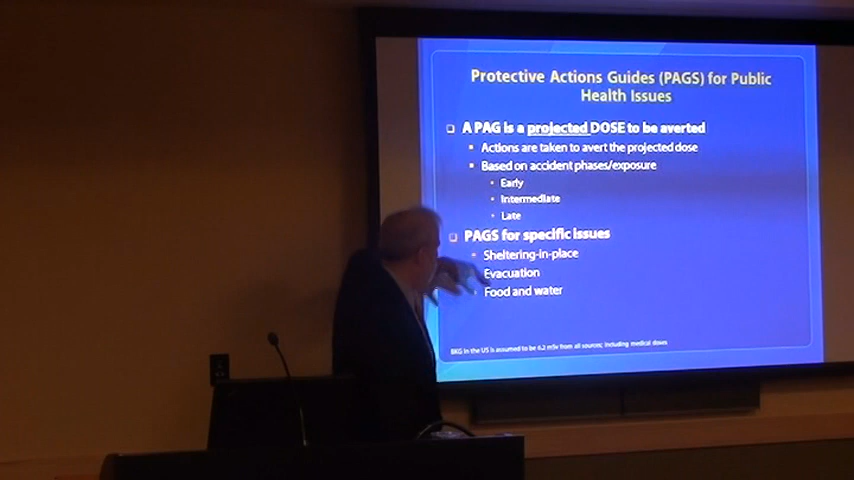 Protective Actions Guides (PAGS) for Public
Health Issues
A PAG is a projected DOSE to be averted
Actions are taken to avert the projected dose
Based on accident phases/exposure
Early
Intermediate
Late
PAGS for specific issues
Sheltering-in-place
Evacuation
Food and water
BKG in the US is assumed to be 6.2 mSv from all sources; including medical doses